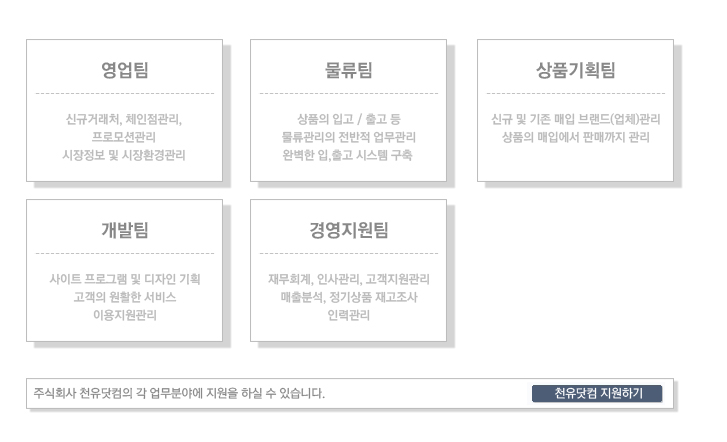 영업팀
신규거래처, 체인점관리,
프로모션관리
시장정보 및 시장환경관리
물류팀
상품의 입고 / 출고 등
물류관리의 전반적 업무관리
완벽한 입,출고 시스템 구축
상품기획팀
신규 및 기존 매입 브랜드(업체)관리
상품의 매입에서 판매까지 관리
개발팀
사이트 프로그램 및 디자인 기획
고객의 원활한 서비스
이용지원관리
경영지원팀
재무회계, 인사관리, 고객지원관리
매출분석, 정기상품 재고조사
인력관리
주식회사 천유닷컴의 각 업무분야에 지원을 하실 수 있습니다.
천유닷컴 지원하기